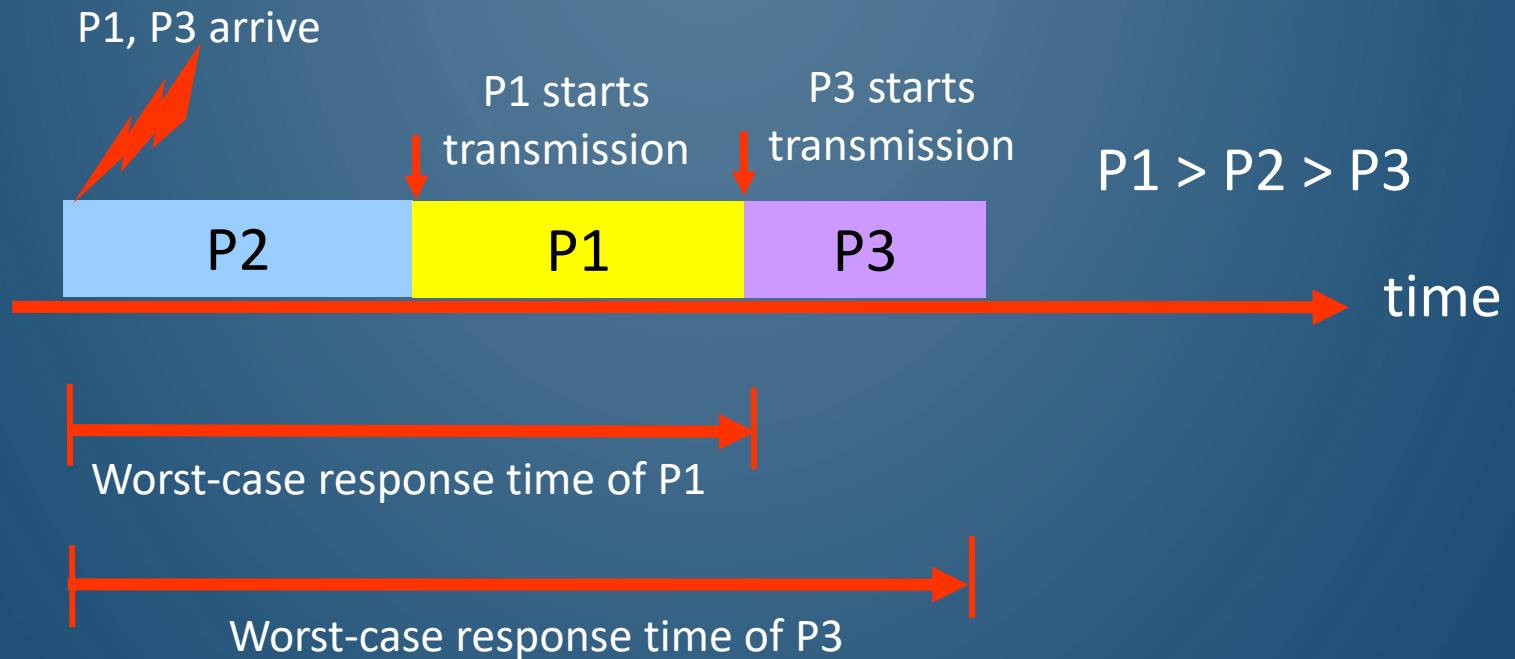 P1, P3 arrive
P1 starts
transmission
P3 starts
transmission
P1 > P2 > P3
P2
P1
P3
time
Worst-case response time of P1
Worst-case response time of P3